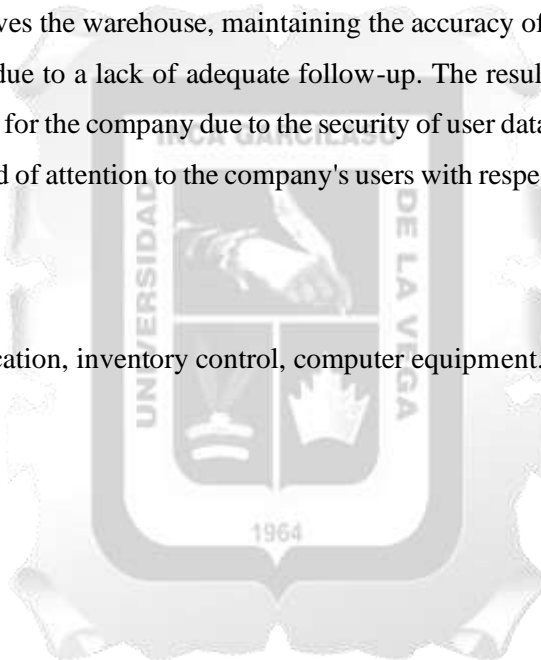 ves the warehouse, maintaining the accuracy of
due to a lack of adequate follow-up. The resul
for the company due to the security of user data
d of attention to the company's users with respec
INCA GARCILASO
UNIVERSIDAD
DE LA VEGA
cation, inventory control, computer equipment.
1964